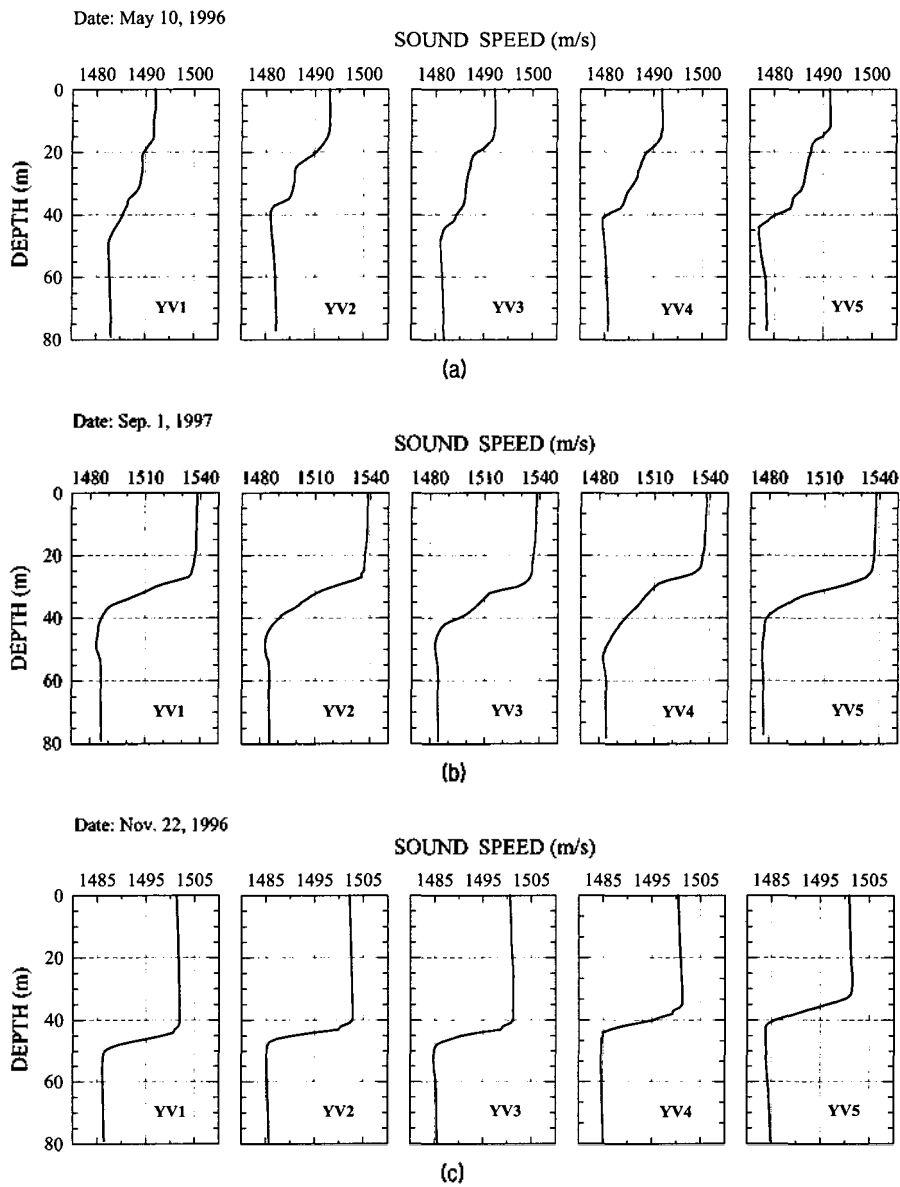 Date: May 10, 1996
SOUND SPEED (m/s)
1480 1490 1500 1480 1490 1500 1480 1490 1500 1480 1490 1500 1480 1490 1500
0
20
40
60
80
DEPTH (m)
YV1 YV2 YV3 YV4 YV5
(a)
Date: Sep. 1, 1997
SOUND SPEED (m/s)
1480 1510 1540 1480 1510 1540 1480 1510 1540 1480 1510 1540 1480 1510 1540
0
20
40
60
80
DEPTH (m)
YV1 YV2 YV3 YV4 YV5
(b)
Date: Nov. 22, 1996
SOUND SPEED (m/s)
1485 1495 1505 1485 1495 1505 1485 1495 1505 1485 1495 1505 1485 1495 1505
0
20
40
60
80
DEPTH (m)
YV1 YV2 YV3 YV4 YV5
(c)